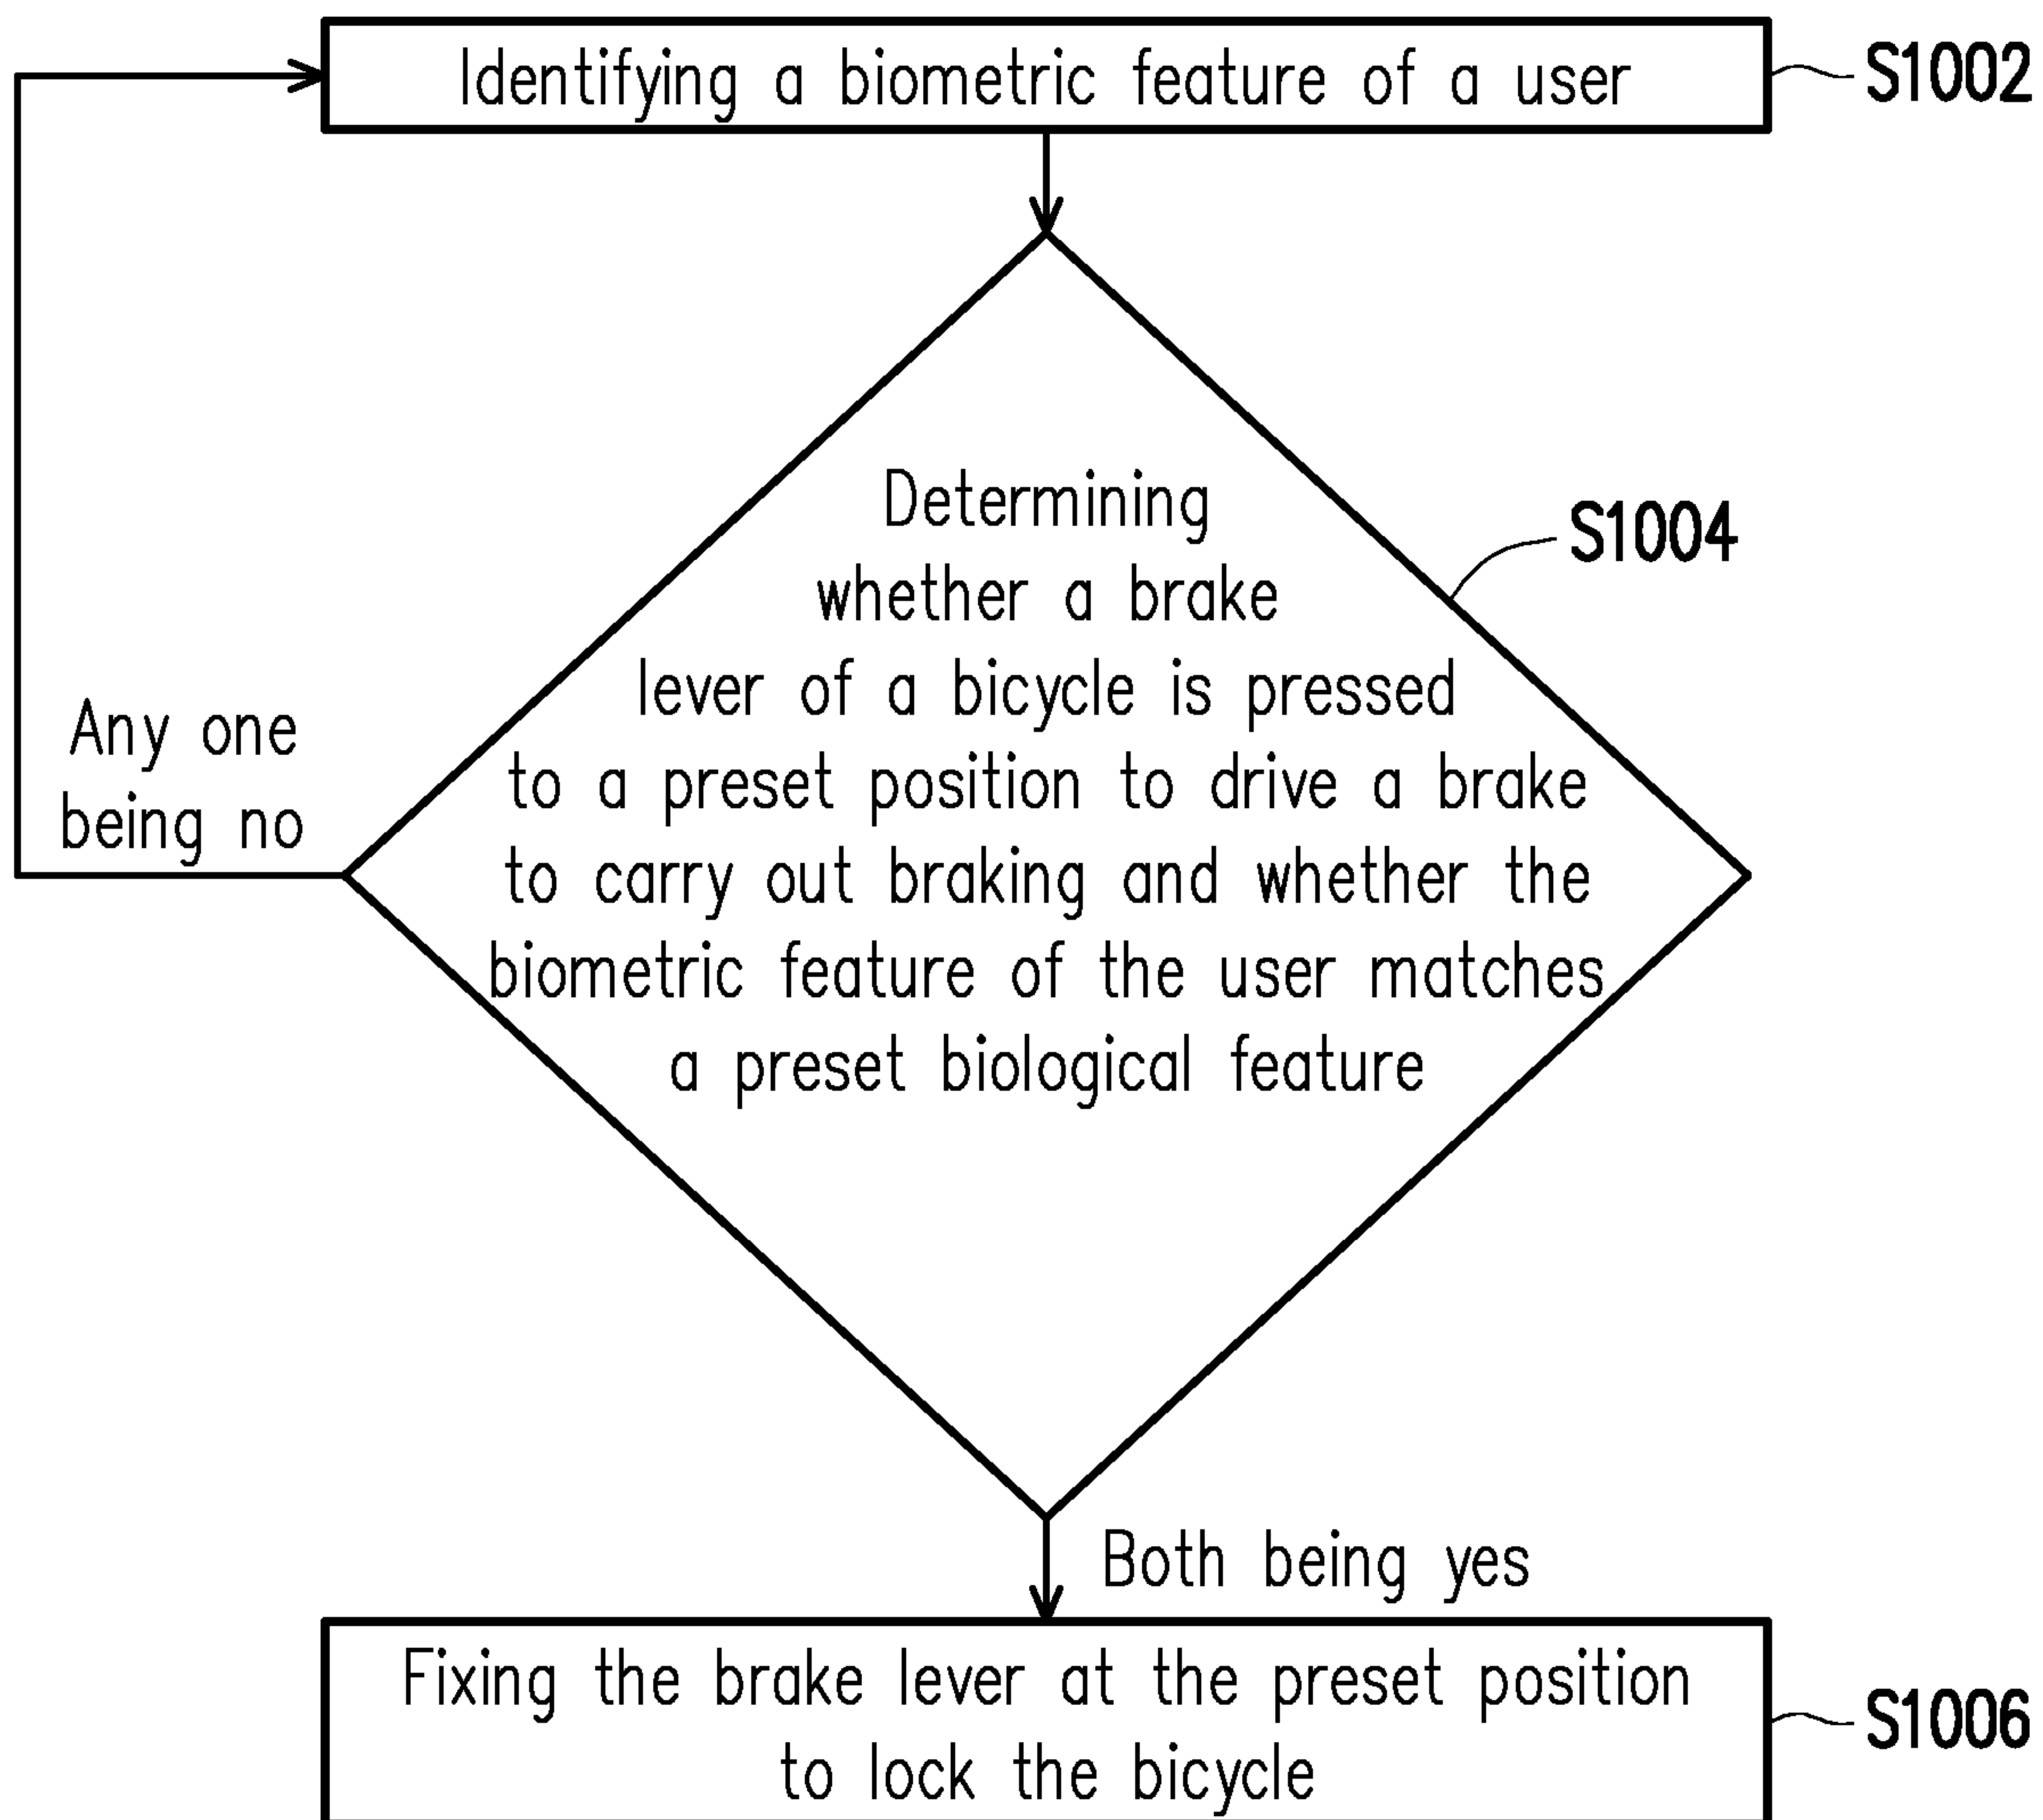 Identifying a biometric feature of a user
S1002
Determining
whether a brake
lever of a bicycle is pressed
to a preset position to drive a brake
to carry out braking and whether the
biometric feature of the user matches
a preset biological feature
S1004
Any one
being no
Both being yes
Fixing the brake lever at the preset position
to lock the bicycle
S1006